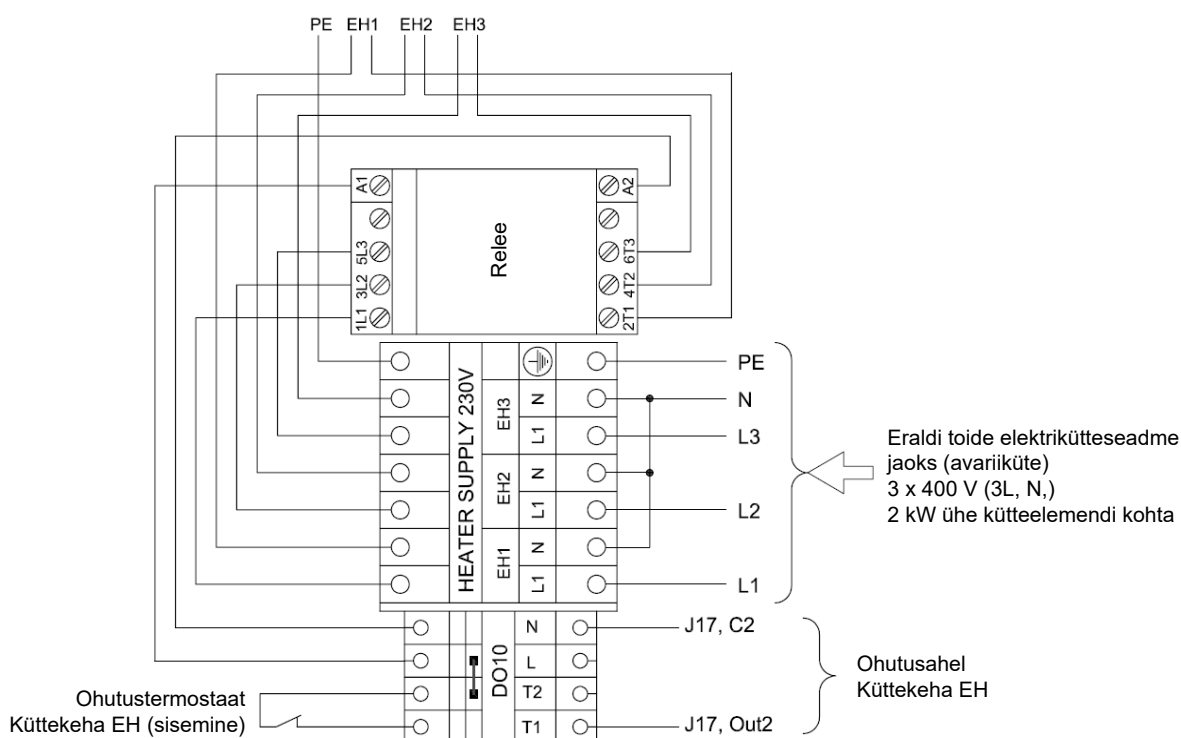 PE EH1 EH2 EH3
A1
5L3
3L2
1L1
Relee
A2
6T3
4T2
2T1
HEATER SUPPLY 230V
EH3
EH2
EH1
N
L1
N
L1
N
L1
PE
N
L3
L2
L1
Eraldi toide elektrikütteseadme
jaoks (avariiküte)
3 x 400 V (3L, N,)
2 kW ühe kütteelemendi kohta
DO10
N
L
T2
T1
J17, C2
J17, Out2
Ohutusahel
Küttekeha EH
Ohutustermostaat
Küttekeha EH (sisemine)